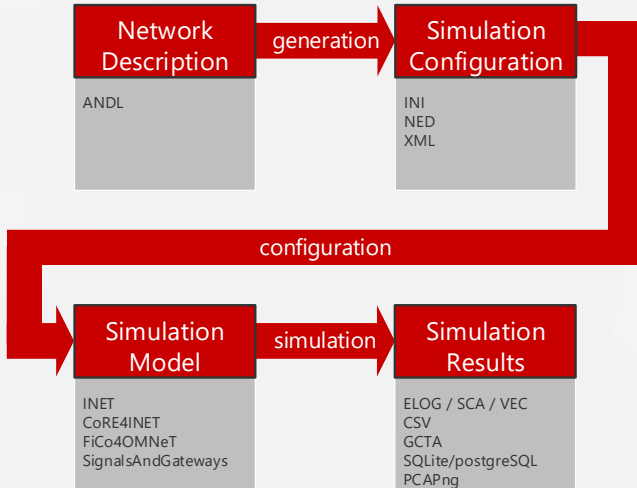 Network
Description
generation
Simulation
Configuration
ANDL
INI
NED
XML
configuration
Simulation
Model
simulation
Simulation
Results
INET
CoRE4INET
FiCo4OMNeT
SignalsAndGateways
ELOG / SCA / VEC
CSV
GCTA
SQLite/postgreSQL
PCAPng